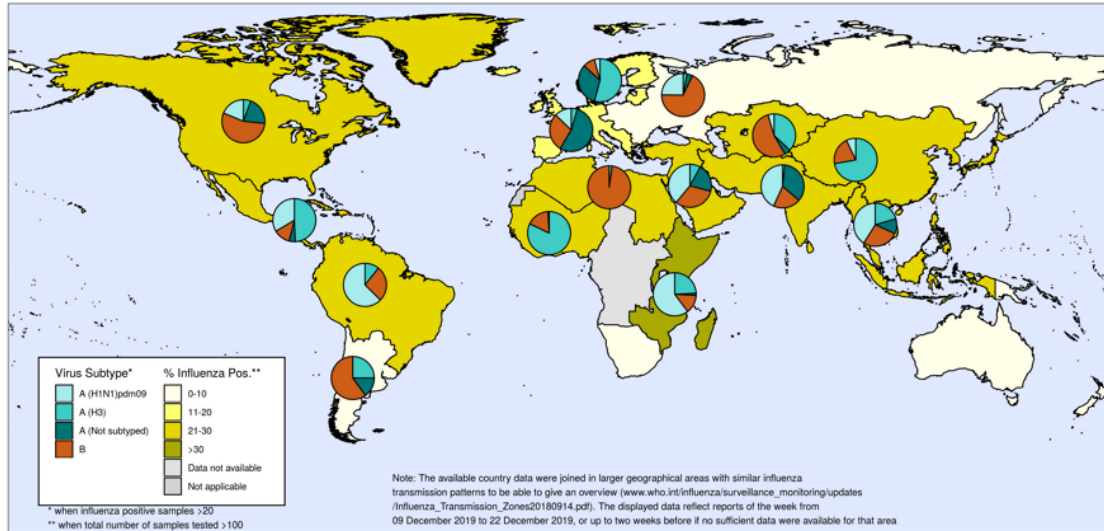 Virus Subtype*
A (H1N1)pdm09
A (H3)
A (Not subtyped)
B
% Influenza Pos.**
0-10
11-20
21-30
>30
Data not available
Not applicable
* when influenza positive samples >20
** when total number of samples tested >100
Note: The available country data were joined in larger geographical areas with similar influenza
transmission patterns to be able to give an overview (www.who.int/influenza/surveillance_monitoring/updates
/Influenza_Transmission_Zones20180914.pdf). The displayed data reflect reports of the week from
09 December 2019 to 22 December 2019, or up to two weeks before if no sufficient data were available for that area